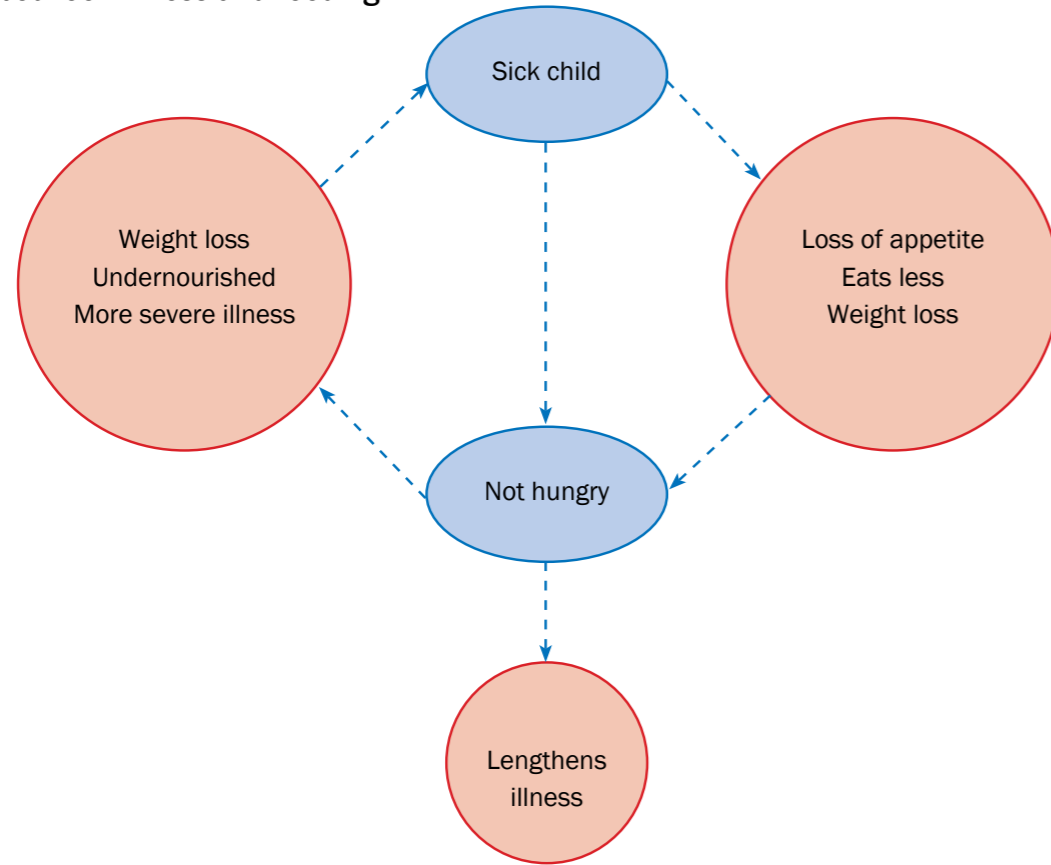 Sick child
Weight loss
Undernourished
More severe illness
Loss of appetite
Eats less
Weight loss
Not hungry
Lengthens
illness